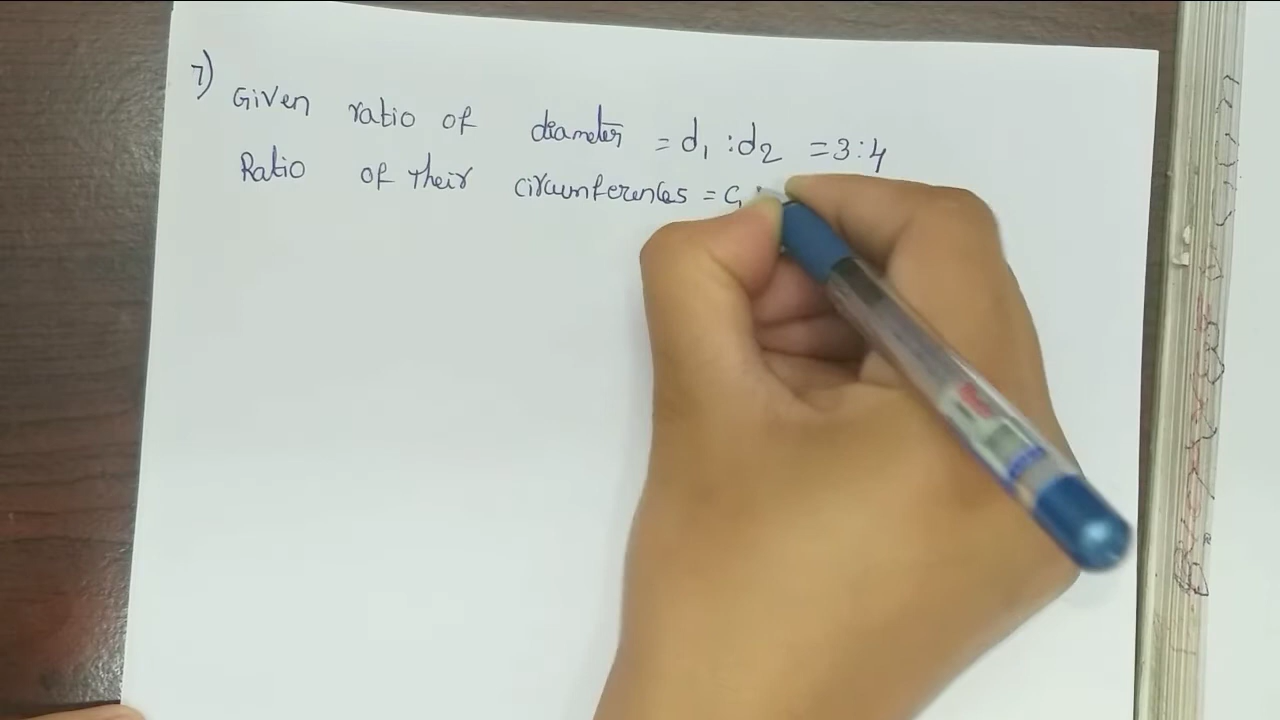 7)
Given ratio of diameter = d₁ : d₂ = 3 : 4
Ratio of their circumferences = C₁ :